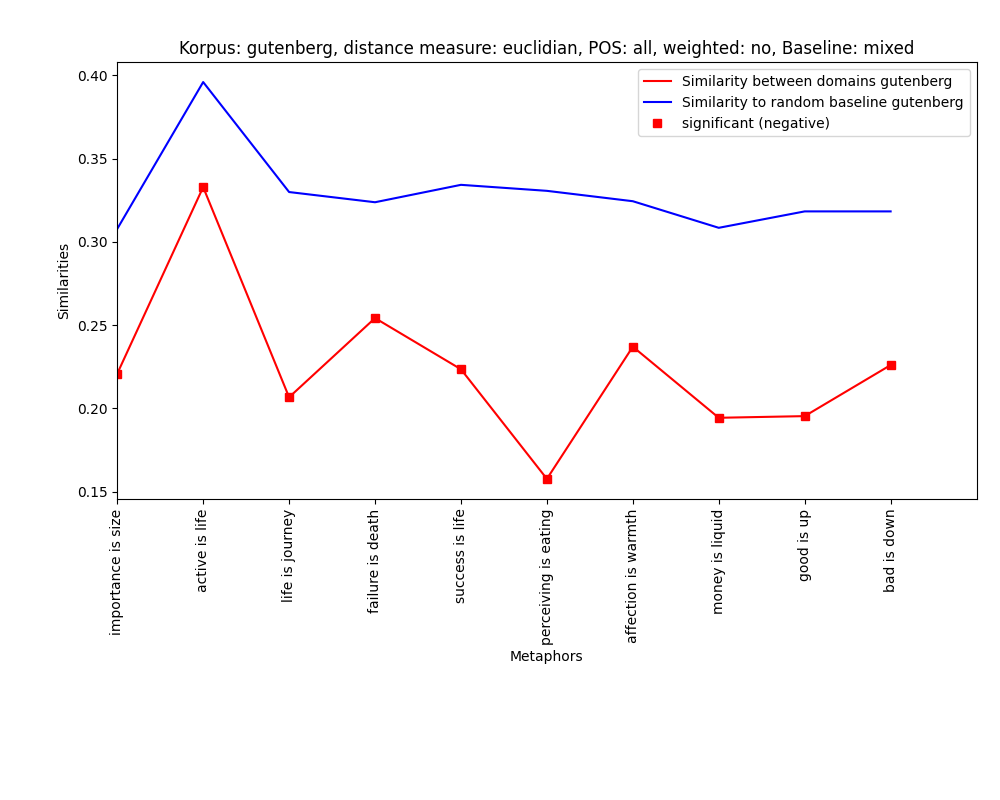 Korpus: gutenberg, distance measure: euclidian, POS: all, weighted: no, Baseline: mixed
Similarity between domains gutenberg
Similarity to random baseline gutenberg
significant (negative)
0.40
0.35
0.30
0.25
0.20
0.15
Similarities
importance is size
active is life
life is journey
failure is death
success is life
perceiving is eating
affection is warmth
money is liquid
good is up
bad is down
Metaphors